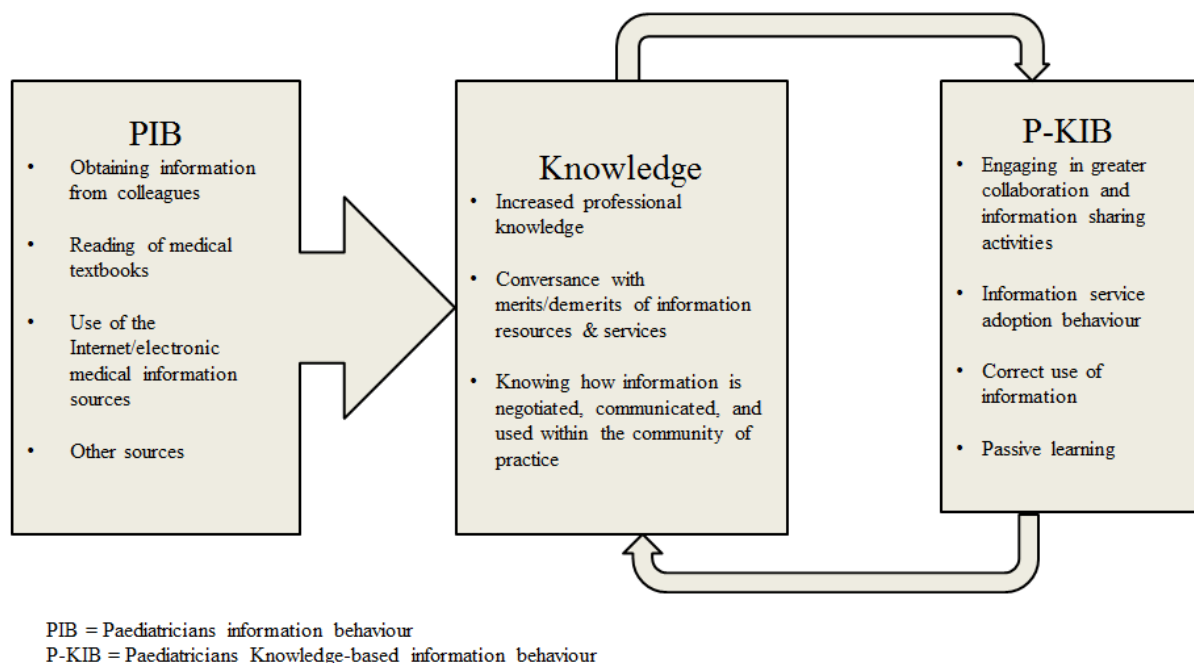 PIB
• Obtaining information
from colleagues
• Reading of medical
textbooks
• Use of the
Internet/electronic
medical information
sources
• Other sources
Knowledge
• Increased professional
knowledge
• Conversance with
merits/demerits of information
resources & services
• Knowing how information is
negotiated, communicated, and
used within the community of
practice
P-KIB
• Engaging in greater
collaboration and
information sharing
activities
• Information service
adoption behaviour
• Correct use of
information
• Passive learning
PIB = Paediatricians information behaviour
P-KIB = Paediatricians Knowledge-based information behaviour